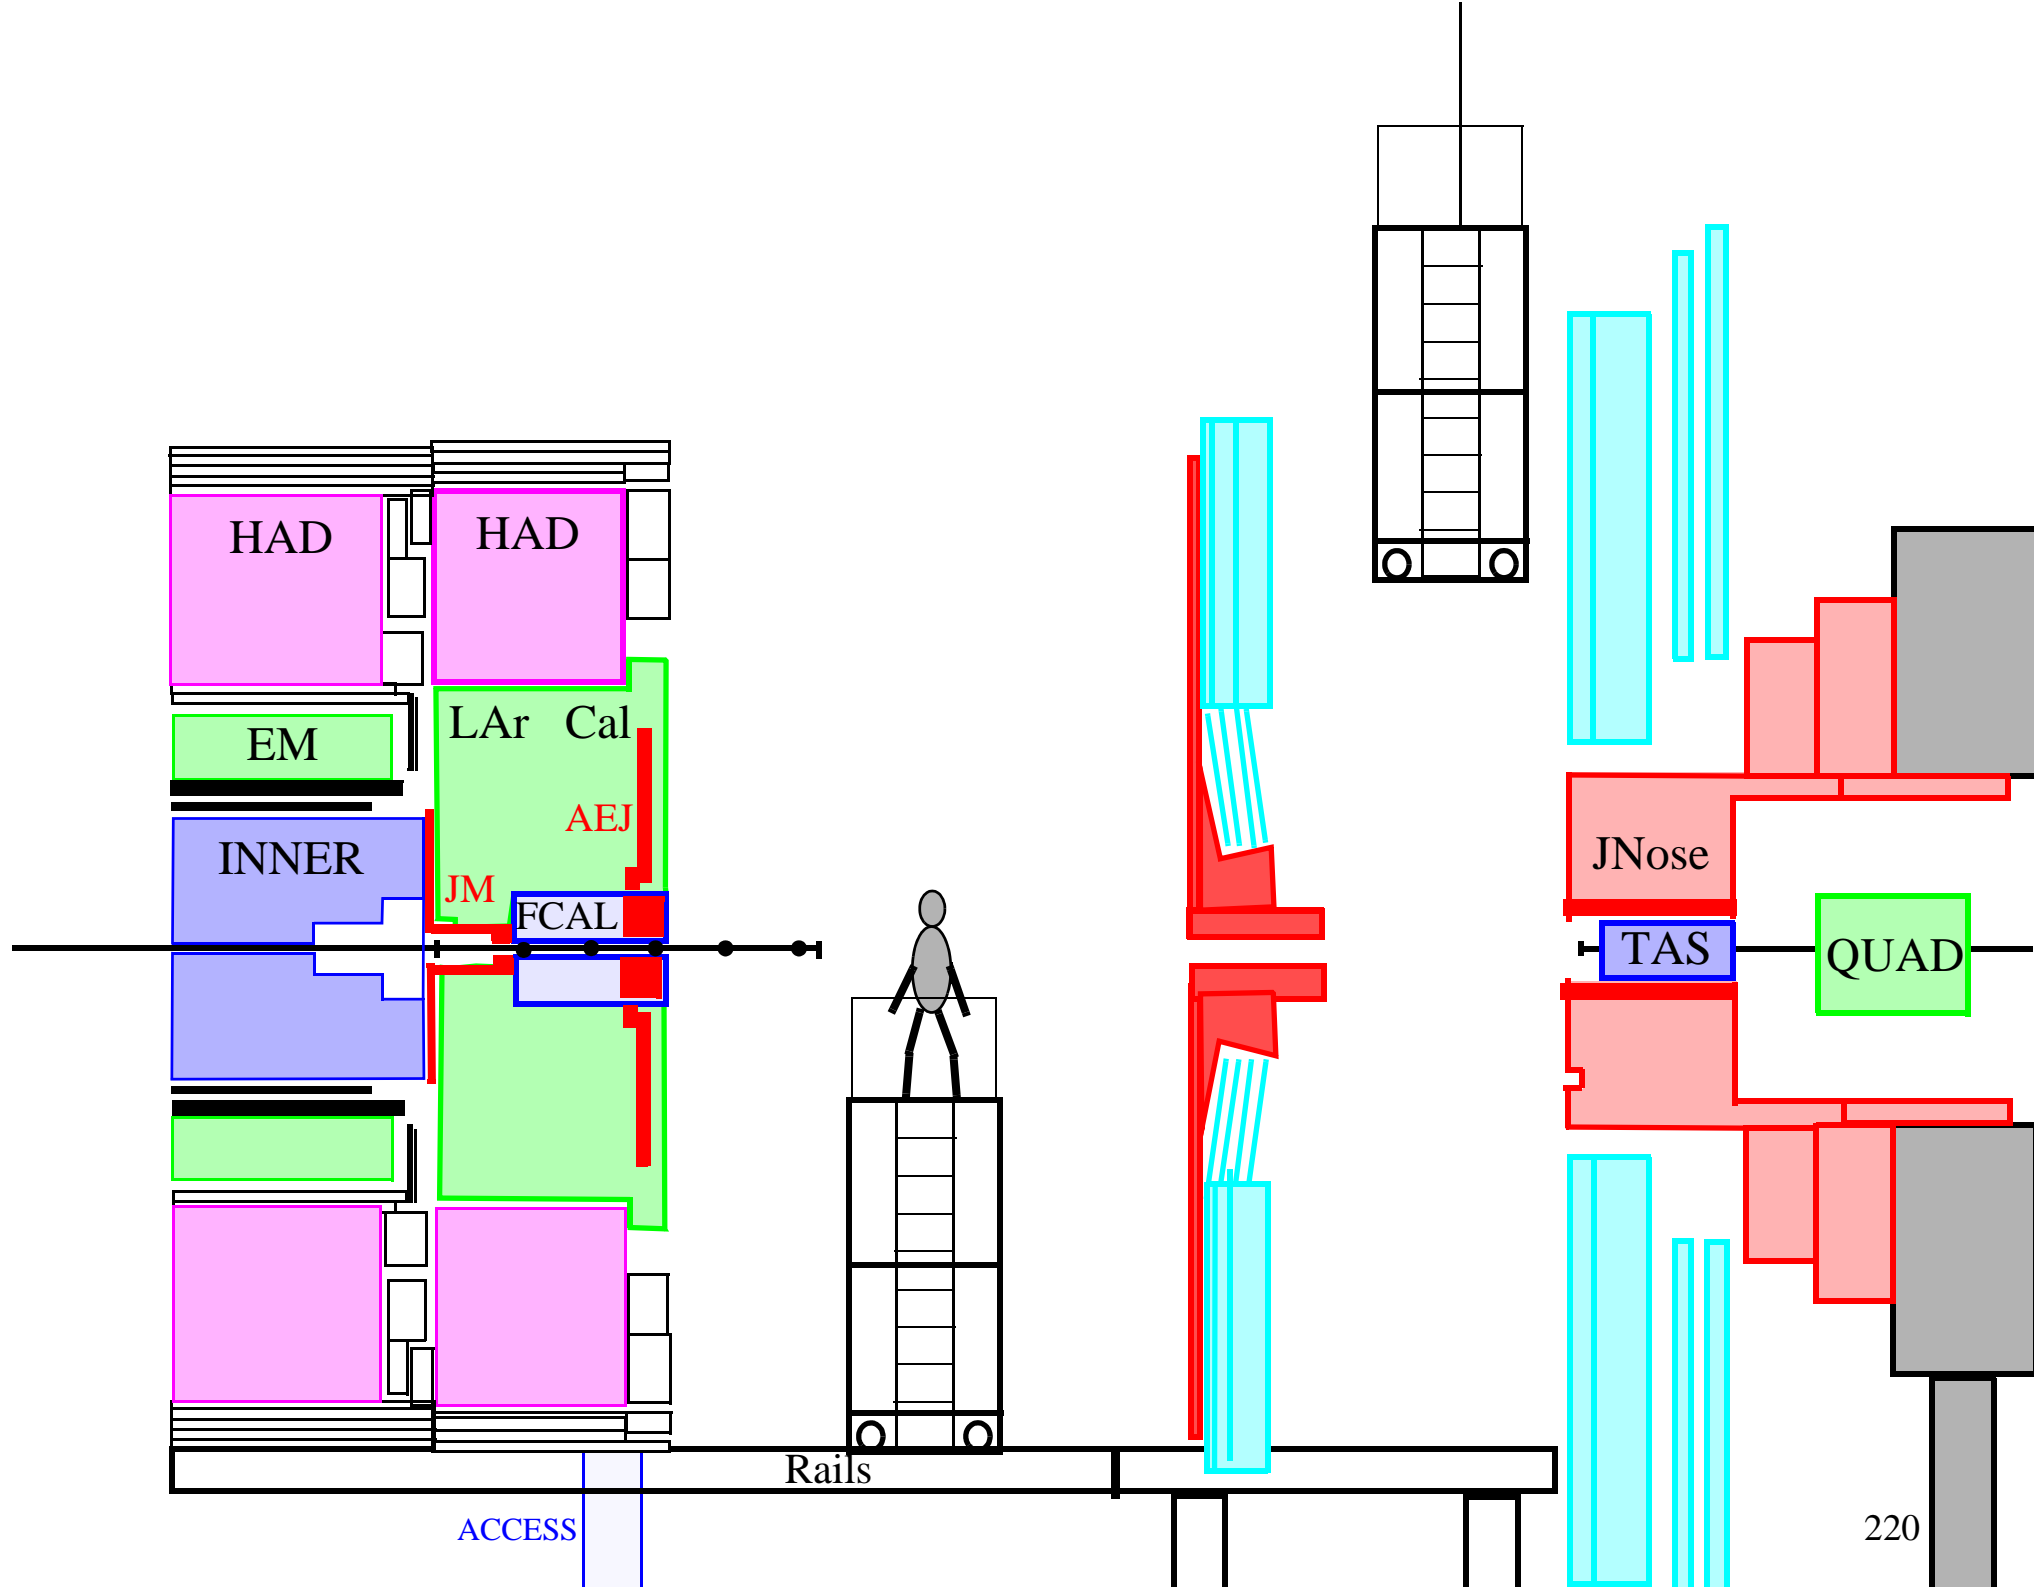 HAD
HAD
LAr Cal
EM
AEJ
INNER
JNose
JM
FCAL
TAS
QUAD
Rails
ACCESS
220